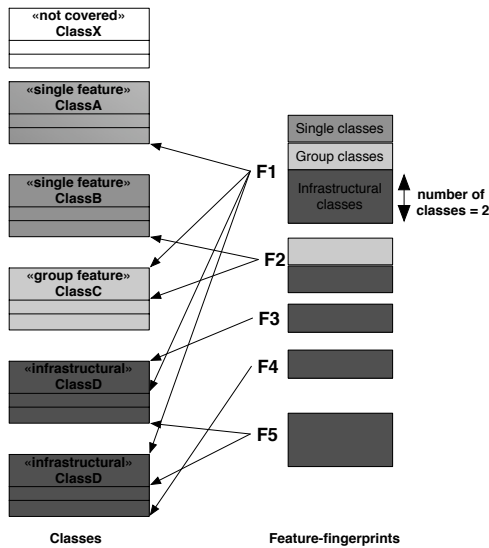 «not covered»
ClassX
«single feature»
ClassA
«single feature»
ClassB
«group feature»
ClassC
«infrastructural»
ClassD
«infrastructural»
ClassD
Classes
F1
F2
F3
F4
F5
Single classes
Group classes
Infrastructural
classes
number of
classes = 2
Feature-fingerprints